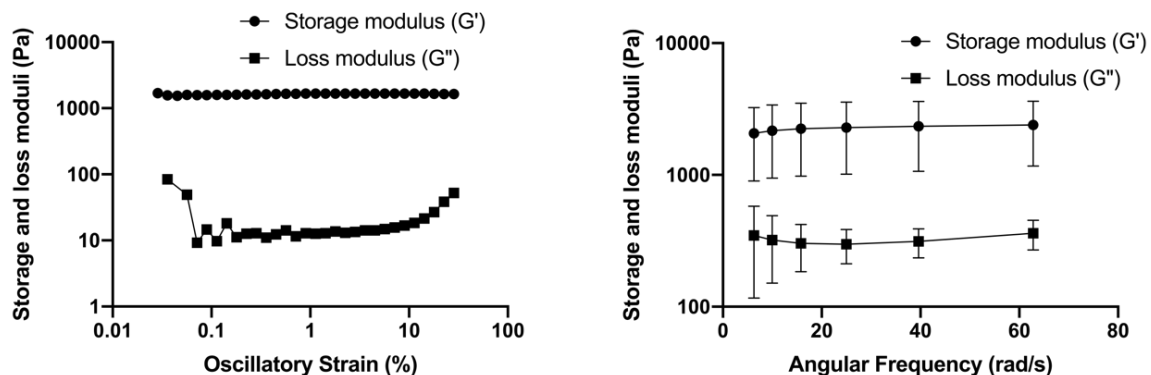 Storage modulus (G')
Loss modulus (G")
Storage and loss moduli (Pa)
10000
1000
100
10
1
0.01
0.1
1
10
100
Oscillatory Strain (%)
Storage modulus (G')
Loss modulus (G")
Storage and loss moduli (Pa)
10000
1000
100
0
20
40
60
80
Angular Frequency (rad/s)